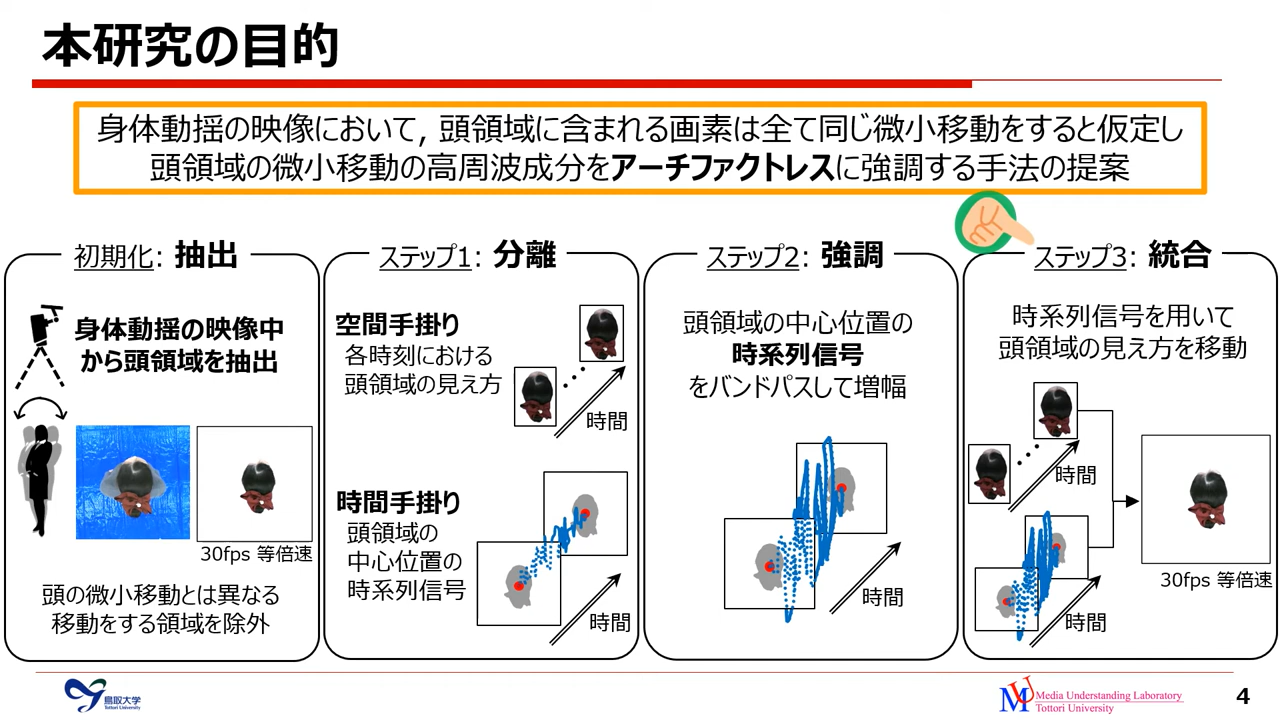 本研究の目的
身体動揺の映像において, 頭領域に含まれる画素は全て同じ微小移動をすると仮定し
頭領域の微小移動の高周波成分をアーチファクトレスに強調する手法の提案
初期化: 抽出
身体動揺の映像中
から頭領域を抽出
30fps 等倍速
頭の微小移動とは異なる
移動をする領域を除外
ステップ1: 分離
空間手掛り
各時刻における
頭領域の見え方
時間
時間手掛り
頭領域の
中心位置の
時系列信号
時間
ステップ2: 強調
頭領域の中心位置の
時系列信号
をバンドパスして増幅
時間
ステップ3: 統合
時系列信号を用いて
頭領域の見え方を移動
時間
時間
30fps 等倍速
鳥取大学
Tottori University
MU
Media Understanding Laboratory
Tottori University
4